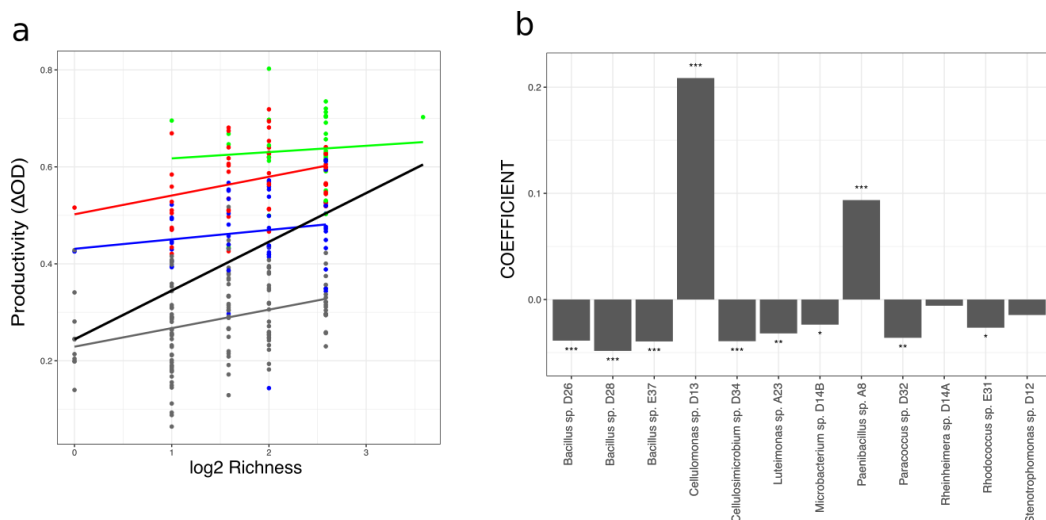 a
Productivity (ΔOD)
0.8
0.6
0.4
0.2
0
1
2
3
log2 Richness
b
COEFFICIENT
0.2
0.1
0.0
***
***
***
***
***
**
*
***
**
*
Bacillus sp. D26
Bacillus sp. A28
Bacillus sp. E37
Cellulomonas sp. D13
Cellulosimicrobium sp. D34
Luteimonas sp. A23
Microbacterium sp. D14B
Paenibacillus sp. A8
Paracoccus sp. D32
Rheinheimera sp. D14A
Rhodococcus sp. E31
Stenotrophomonas sp. D12